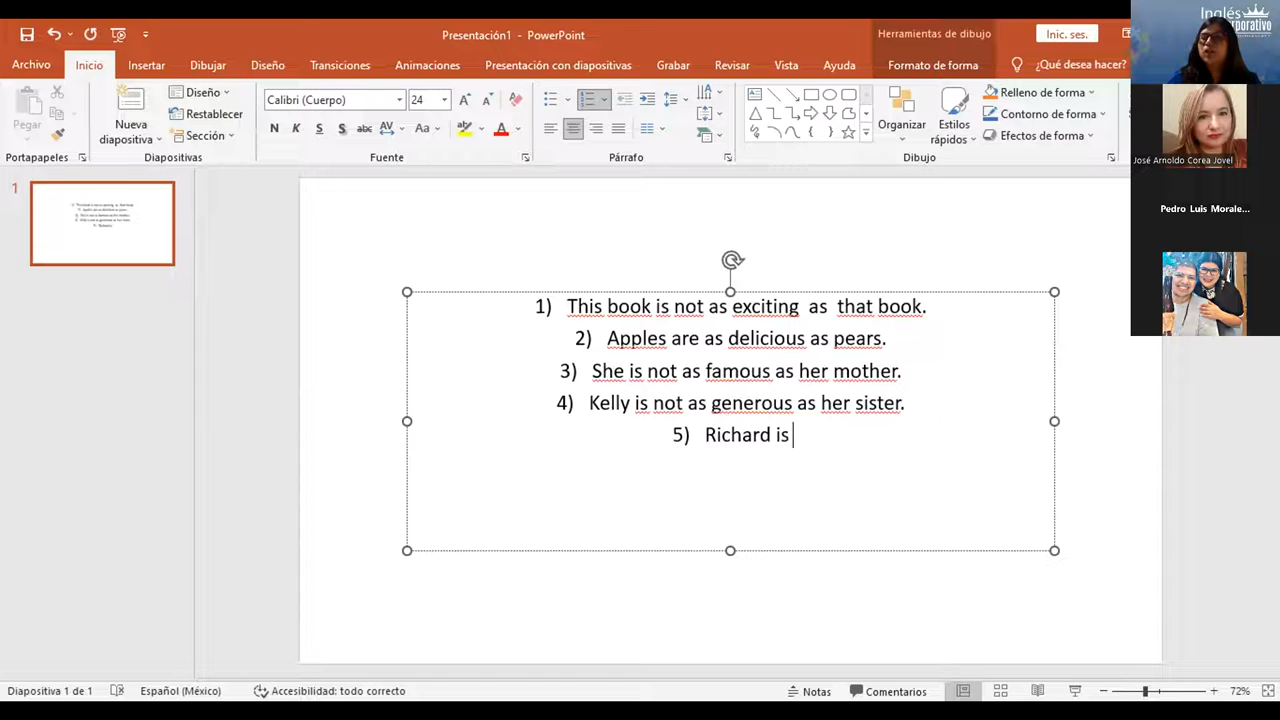 Presentación1 - PowerPoint
Herramientas de dibujo
Inic. ses.
Inglés
Archivo
Inicio
Insertar
Dibujar
Diseño
Transiciones
Animaciones
Presentación con diapositivas
Grabar
Revisar
Vista
Ayuda
Formato de forma
¿Qué desea hacer?
Pegar
Nueva
diapositiva
Diseño
Restablecer
Sección
Calibri (Cuerpo)
24
N K S S abc AV Aa A
Organizar
Estilos
rápidos
Relleno de forma
Contorno de forma
Efectos de forma
Portapapeles
Diapositivas
Fuente
Párrafo
Dibujo
José Arnoldo Corea Jovel
Pedro Luis Morale...
1
1) This book is not as exciting as that book.
2) Apples are as delicious as pears.
3) She is not as famous as her mother.
4) Kelly is not as generous as her sister.
5) Richard is
Diapositiva 1 de 1
Español (México)
Accesibilidad: todo correcto
Notas
Comentarios
72%